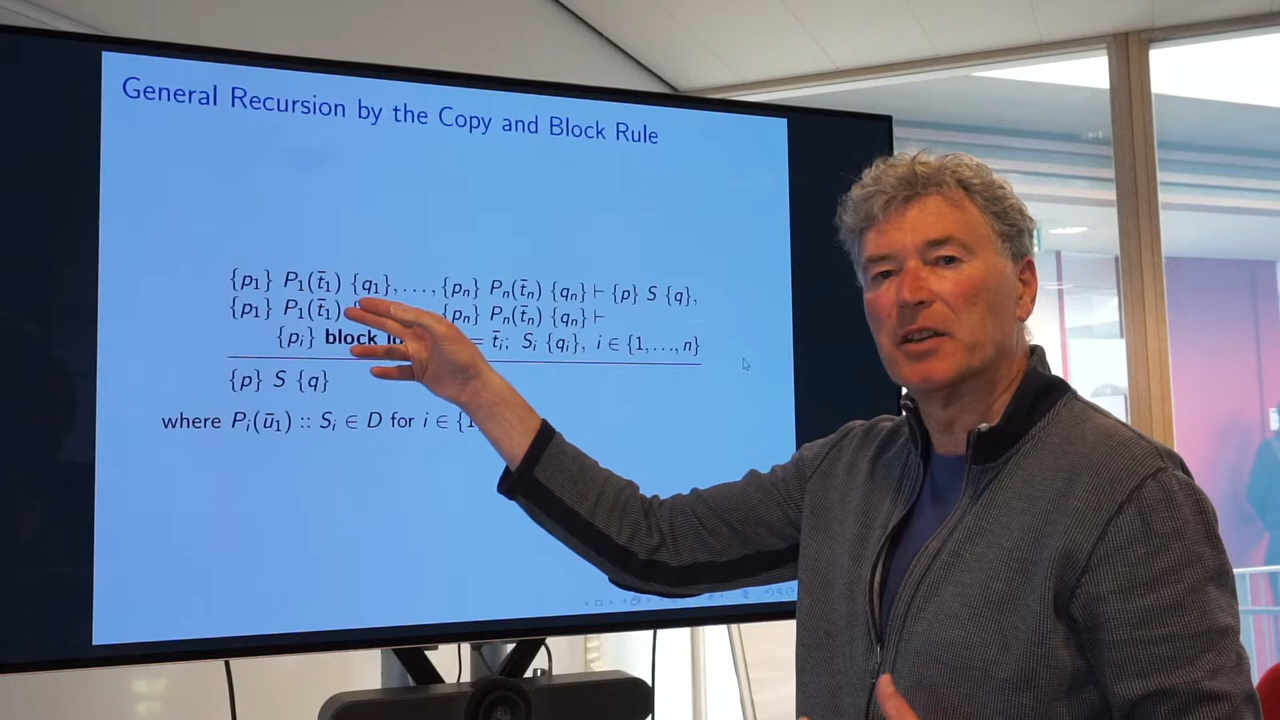 General Recursion by the Copy and Block Rule
{p₁} P₁(t̄₁) {q₁}, …, {pₙ} Pₙ(t̄ₙ) {qₙ} ⊢ {p} S {q},
{p₁} P₁(t̄₁) {pₙ} Pₙ(t̄ₙ) {qₙ} ⊢
{pᵢ} block = t̄ᵢ; Sᵢ {qᵢ}, i ∈ {1, …, n}
{p} S {q}
where Pᵢ(ū₁) :: Sᵢ ∈ D for i ∈ {1